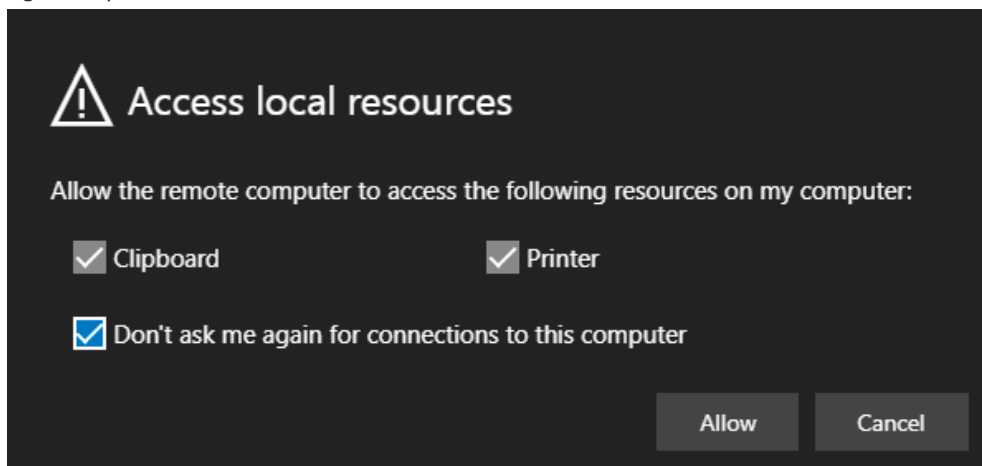 Access local resources
Allow the remote computer to access the following resources on my computer:
Clipboard Printer
Don't ask me again for connections to this computer
Allow Cancel